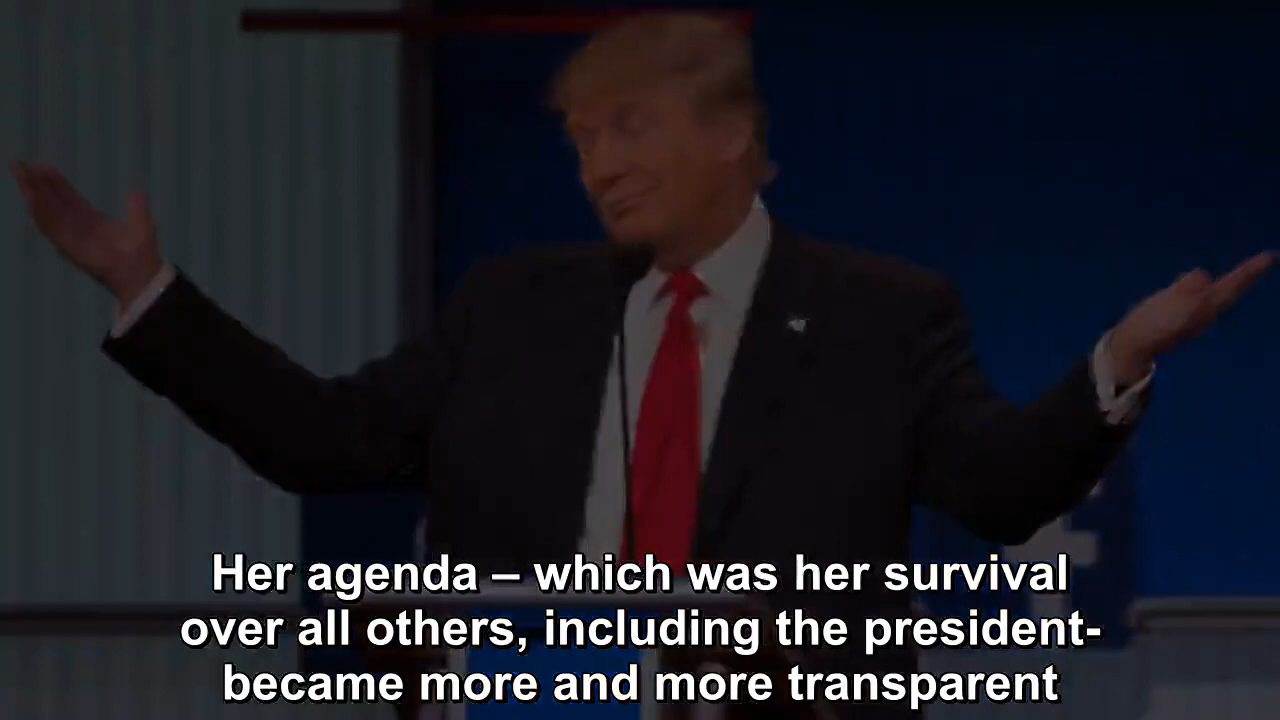 Her agenda – which was her survival
over all others, including the president-
became more and more transparent